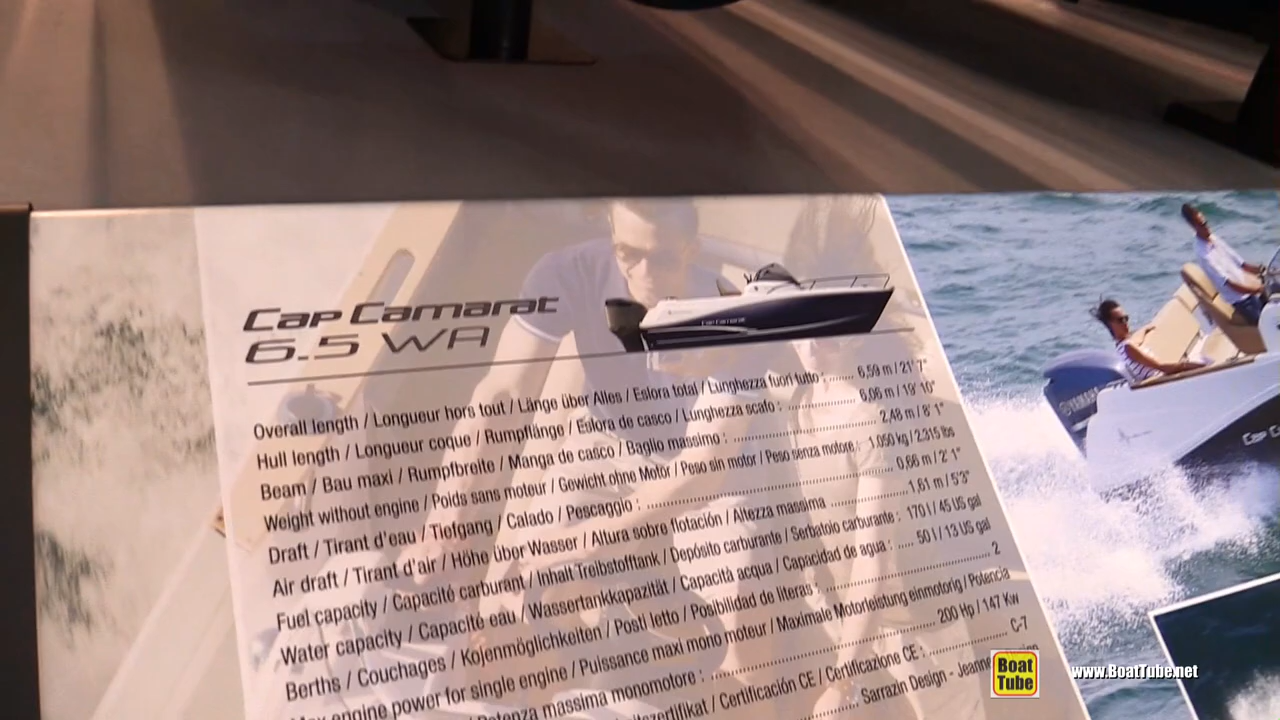 Cap Camarat
6.5 WA
Cap Camarat
Overall length / Longueur hors tout / Länge über Alles / Eslora total / Lunghezza fuori tutto : ........ 6,59 m / 21' 7"
Hull length / Longueur coque / Rumpflänge / Eslora de casco / Lunghezza scafo : .................. 6,06 m / 19' 10"
Beam / Bau maxi / Rumpfbreite / Manga de casco / Baglio massimo : .................. 2,48 m / 8' 1"
Weight without engine / Poids sans moteur / Gewicht ohne Motor / Peso sin motor / Peso senza motore : 1.050 kg / 2,315 lbs
Draft / Tirant d'eau / Tiefgang / Calado / Pescaggio : .................. 0,66 m / 2' 1"
Air draft / Tirant d'air / Höhe über Wasser / Altura sobre flotación / Altezza massima .................. 1,61 m / 5'3"
Fuel capacity / Capacité carburant / Inhalt Treibstofftank / Depósito carburante / Serbatoio carburante : 170 l / 45 US gal
Water capacity / Capacité eau / Wassertankkapazität / Capacità acqua / Capacidad de agua : ..... 50 l / 13 US gal
Berths / Couchages / Kojenmöglichkeiten / Posti letto / Posibilidad de literas : .................. 2
Max engine power for single engine / Puissance maxi mono moteur / Maximale Motorleistung einmotorig / Potencia
Potenza massima monomotore : .................. 200 Hp / 147 Kw
/ Certificación CE / Certificazione CE : .................. C-7
Sarrazin Design -
YAMAHA
Boat
Tube
www.BoatTube.net